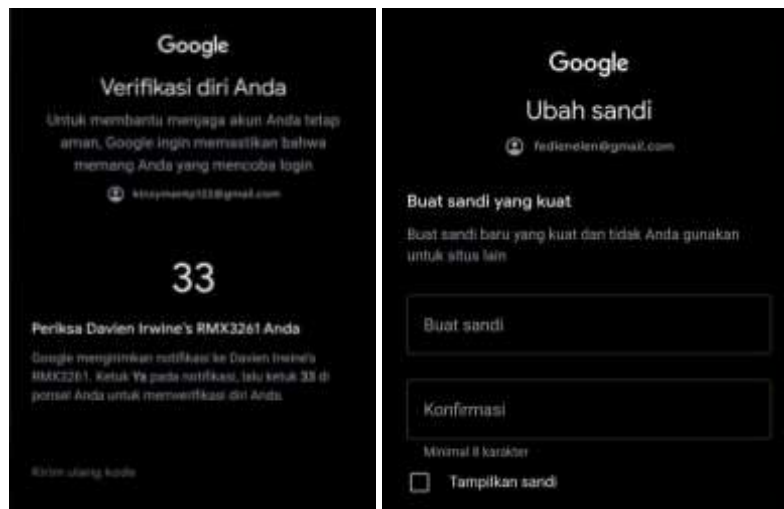 Google
Verifikasi diri Anda
Untuk membantu menjaga akun Anda tetap
aman, Google ingin memastikan bahwa
memang Anda yang mencoba login
33
Periksa Davien Irwine's RMX3261 Anda
Google mengirimkan notifikasi ke Davien Irwine's
RMX3261. Ketuk Ya pada notifikasi, lalu ketuk 33 di
ponsel Anda untuk memverifikasi diri Anda.
Kirim ulang kode
Google
Ubah sandi
fedlenelen@gmail.com
Buat sandi yang kuat
Buat sandi baru yang kuat dan tidak Anda gunakan
untuk situs lain
Buat sandi
Konfirmasi
Minimal 8 karakter
Tampilkan sandi